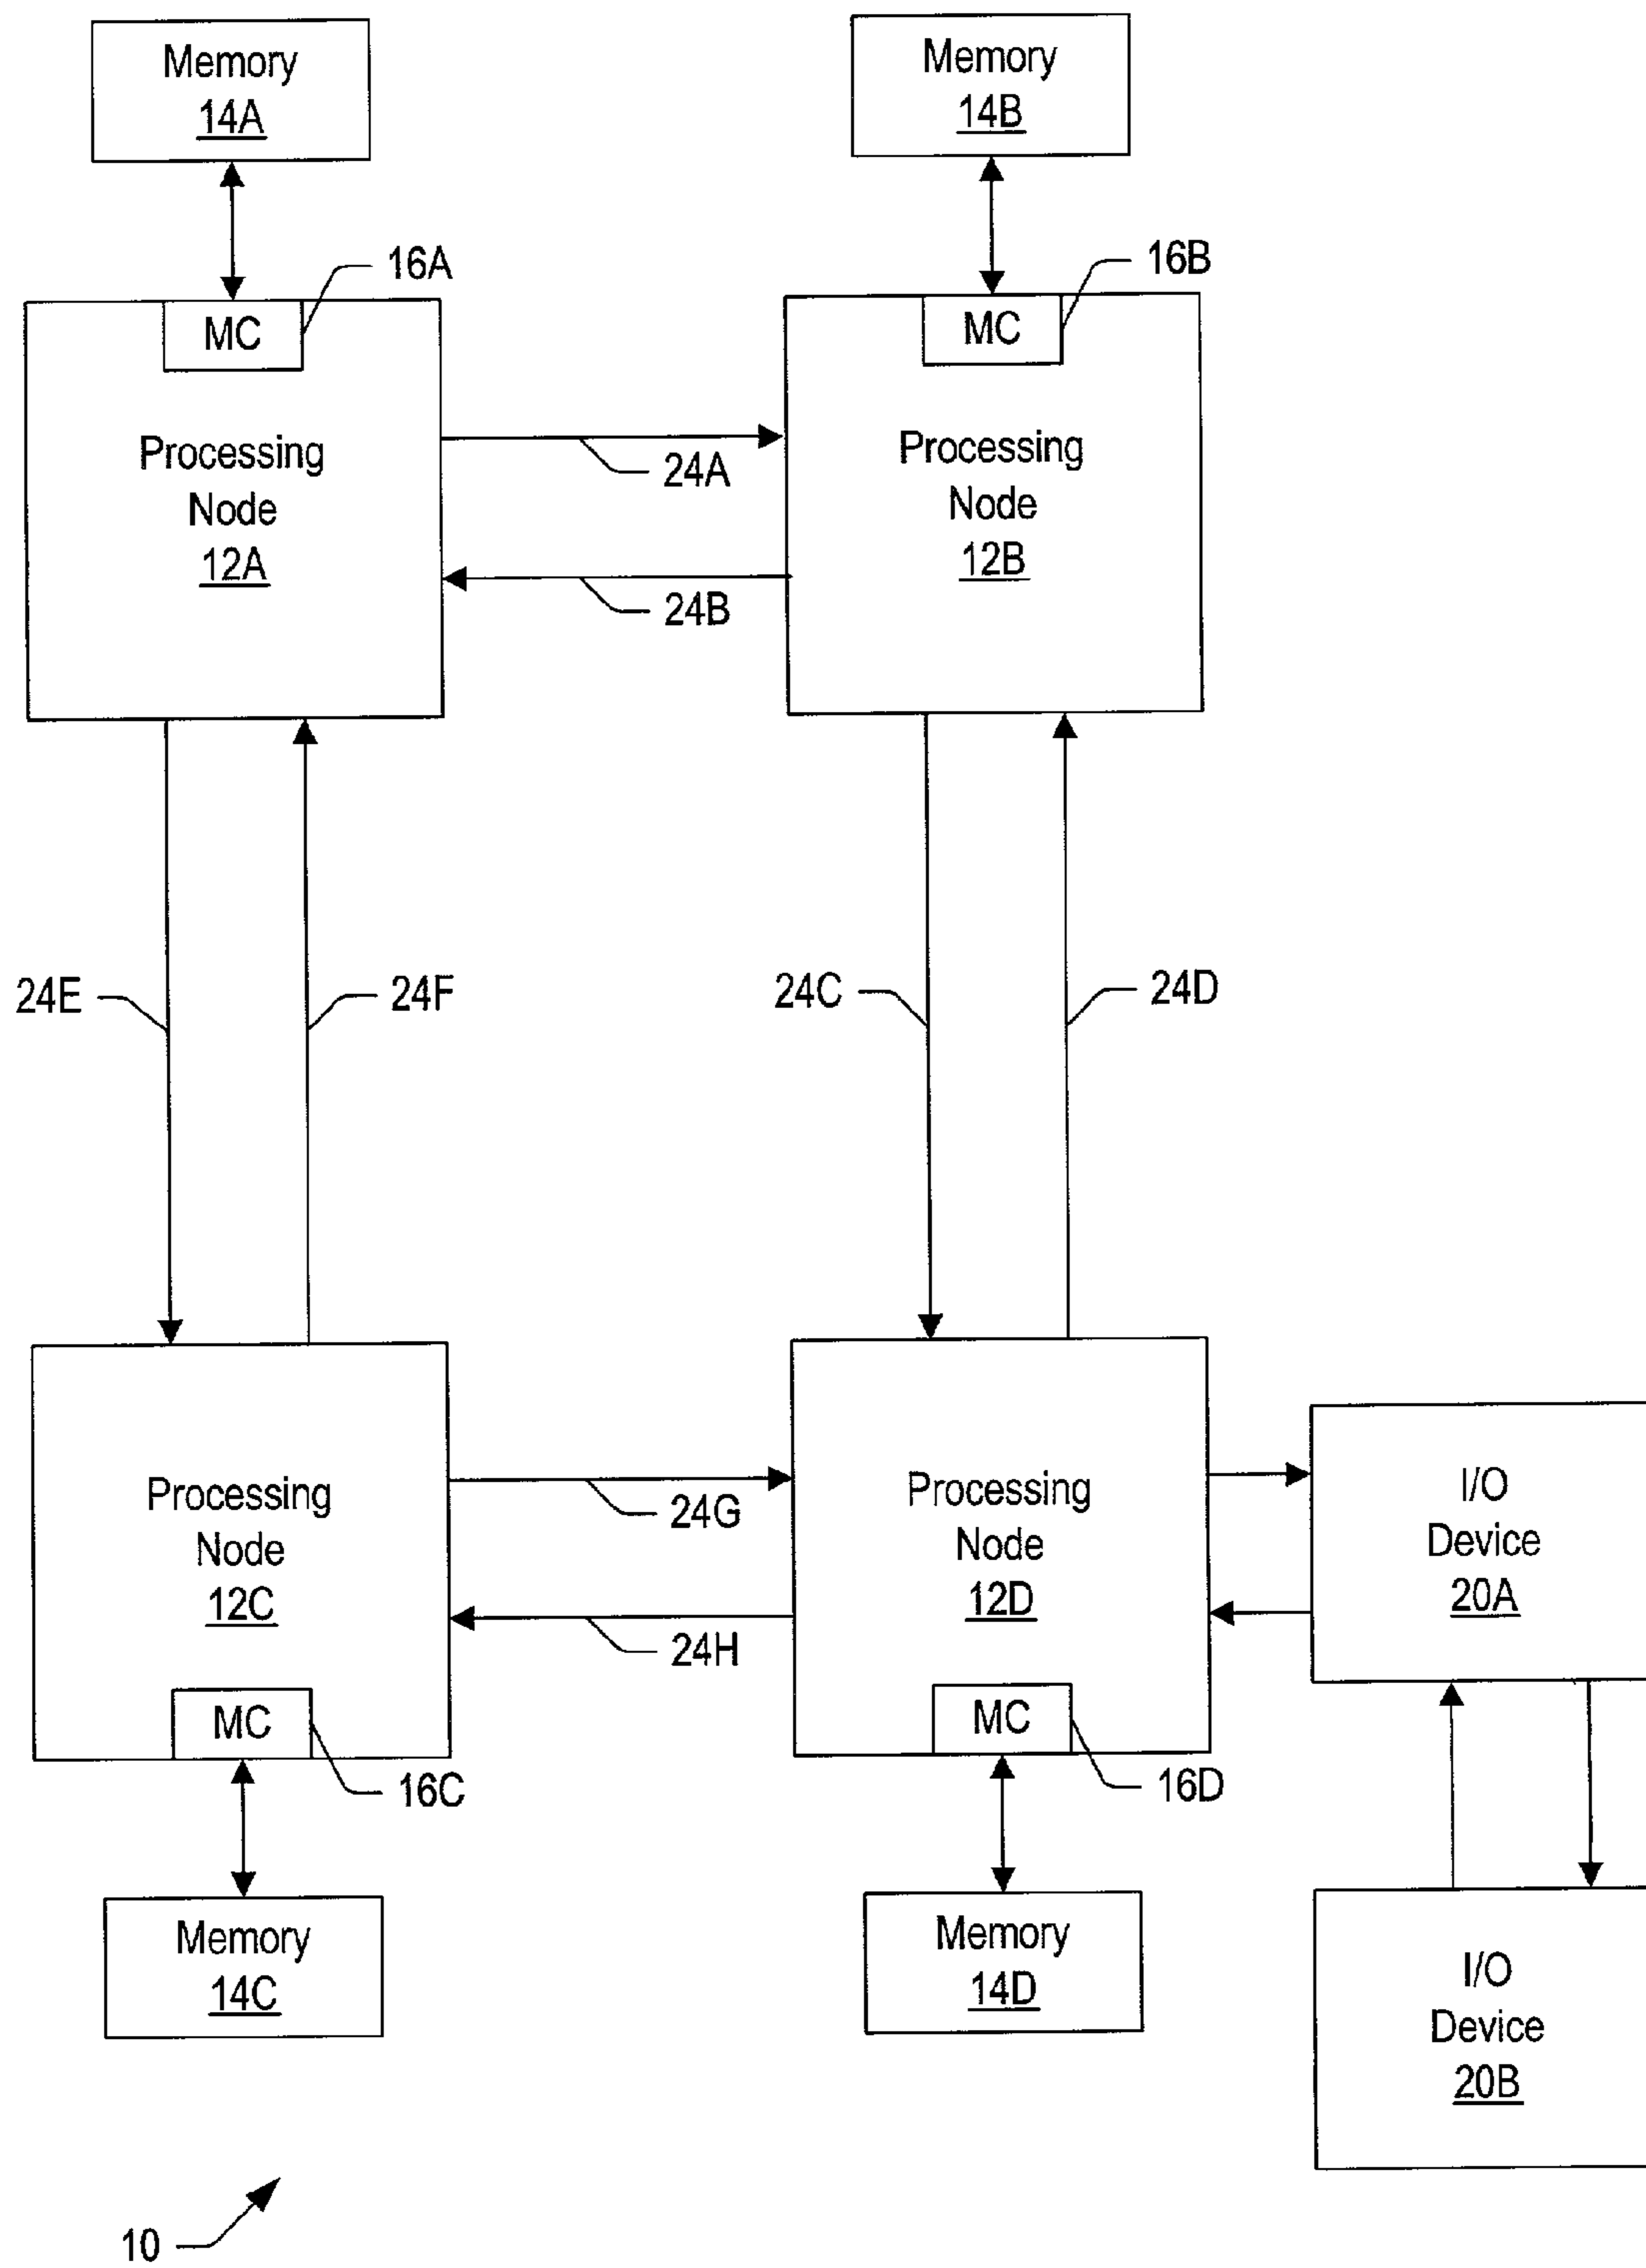 Memory
14A
Memory
14B
16A
16B
MC
MC
Processing
Node
12A
Processing
Node
12B
24A
24B
24E
24F
24C
24D
Processing
Node
12C
Processing
Node
12D
I/O
Device
20A
24G
24H
MC
MC
16C
16D
Memory
14C
Memory
14D
I/O
Device
20B
10